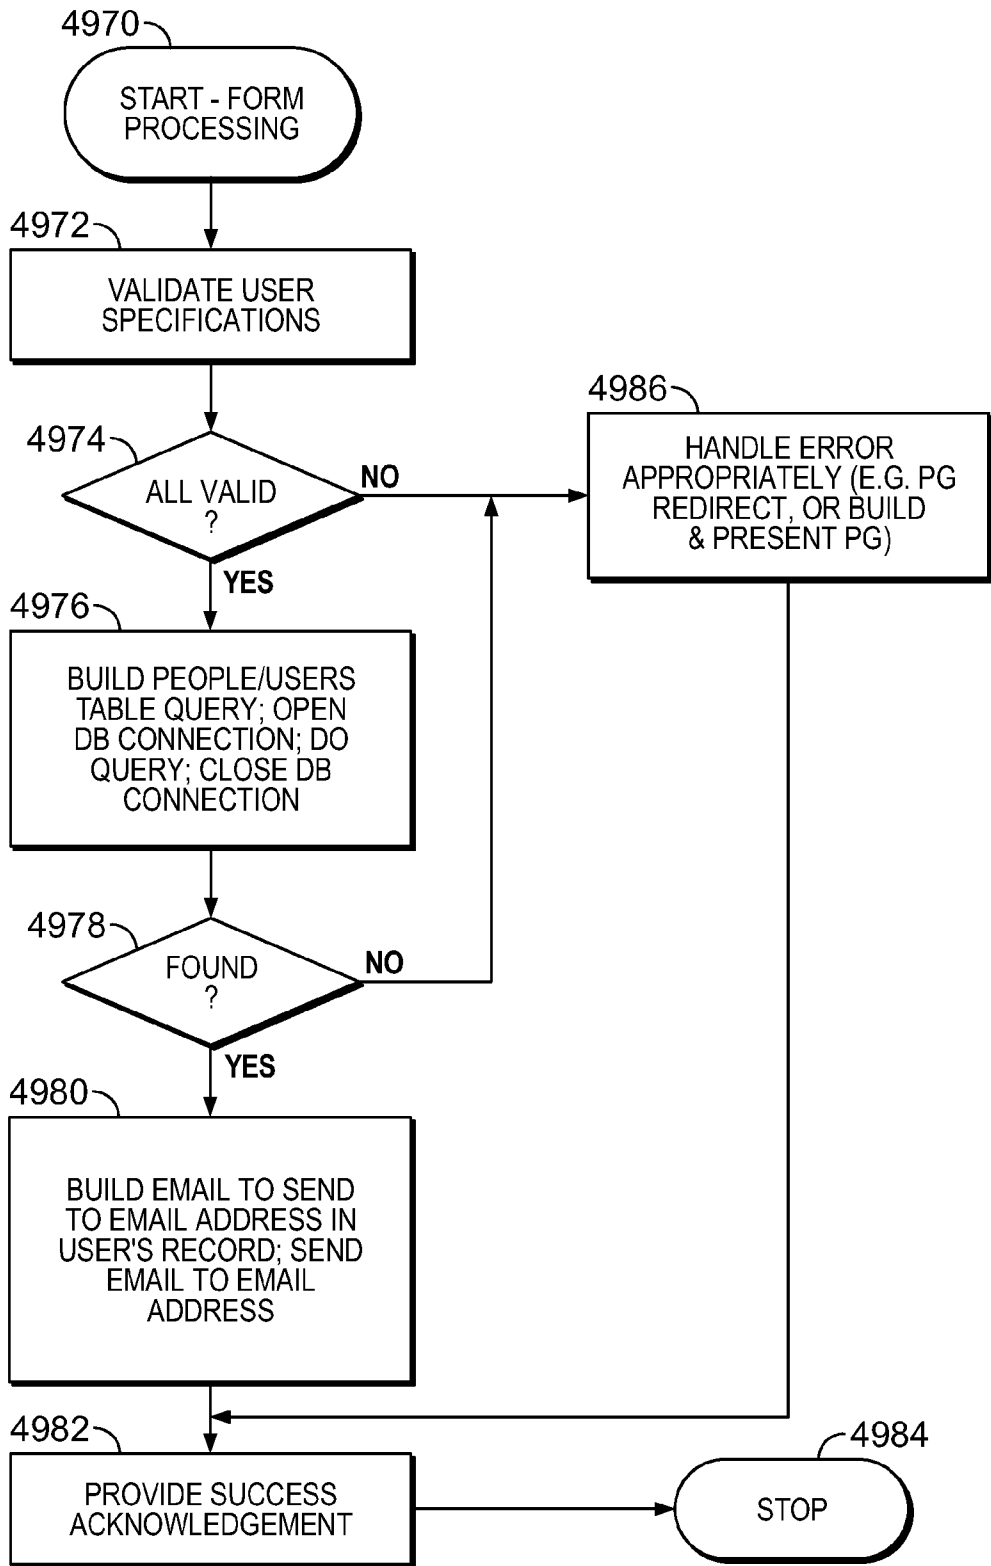 4970
START - FORM
PROCESSING
4972
VALIDATE USER
SPECIFICATIONS
4974
ALL VALID
?
NO
YES
4986
HANDLE ERROR
APPROPRIATELY (E.G. PG
REDIRECT, OR BUILD
& PRESENT PG)
4976
BUILD PEOPLE/USERS
TABLE QUERY; OPEN
DB CONNECTION; DO
QUERY; CLOSE DB
CONNECTION
4978
FOUND
?
NO
YES
4980
BUILD EMAIL TO SEND
TO EMAIL ADDRESS IN
USER'S RECORD; SEND
EMAIL TO EMAIL
ADDRESS
4982
PROVIDE SUCCESS
ACKNOWLEDGEMENT
4984
STOP